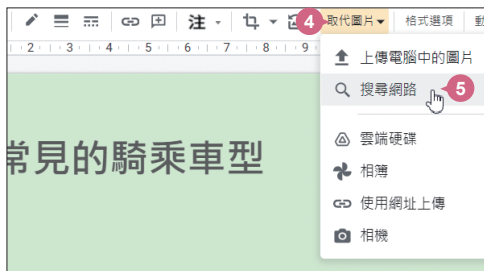 注 4 取代圖片 格式選項
2 3 4 5 6 7 8 9
上傳電腦中的圖片
搜尋網路 5
雲端硬碟
相簿
使用網址上傳
相機
常見的騎乘車型